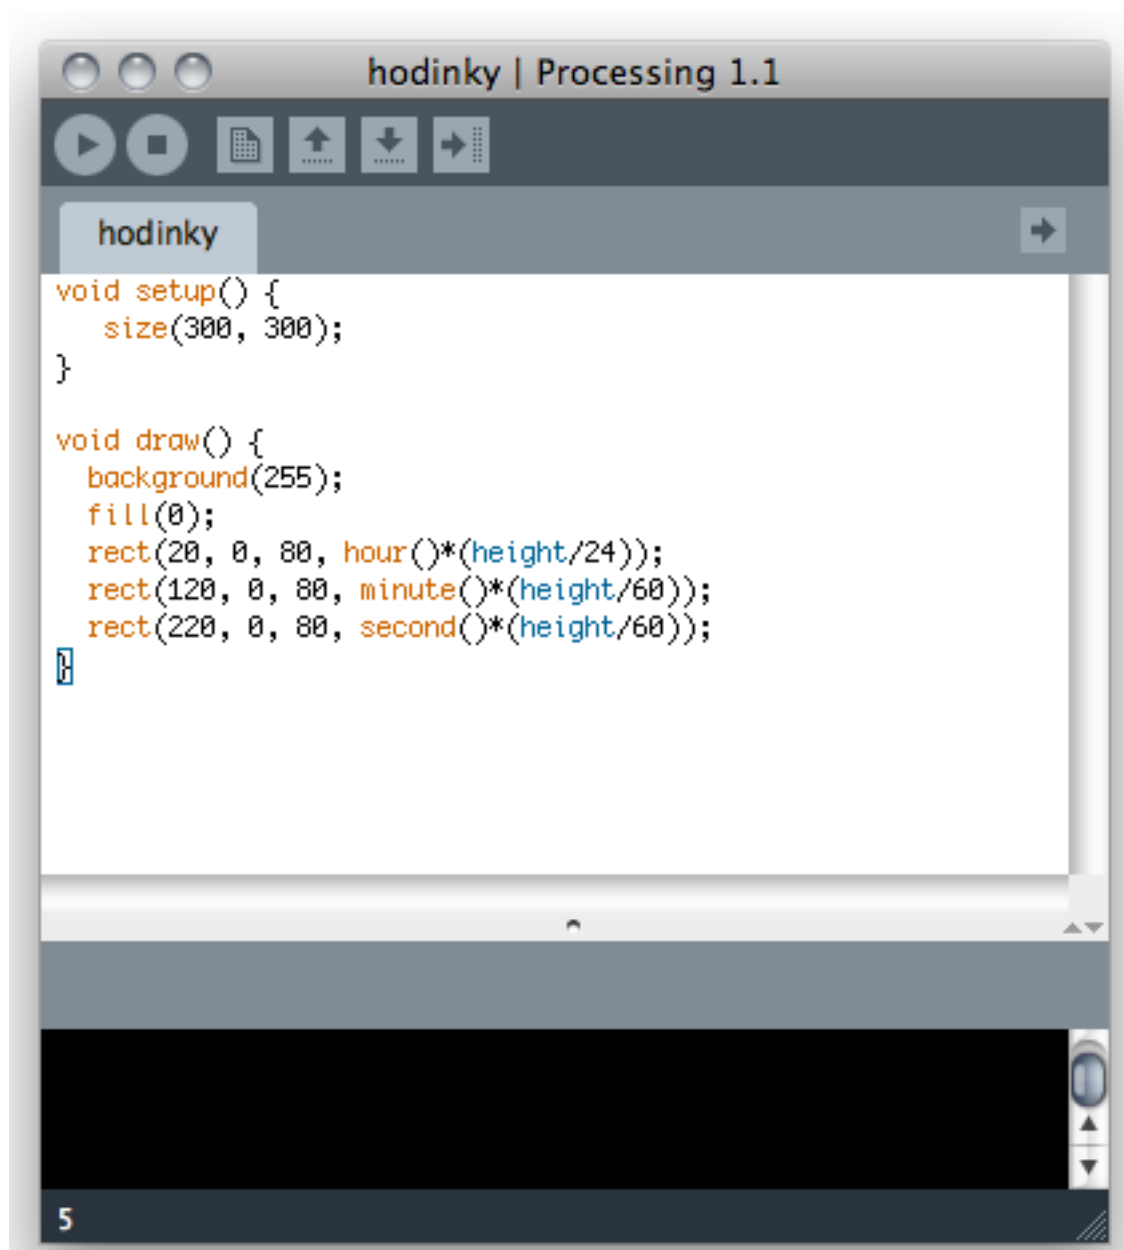 hodinky | Processing 1.1
hodinky
void setup() {
   size(300, 300);
}
void draw() {
  background(255);
  fill(0);
  rect(20, 0, 80, hour()*(height/24));
  rect(120, 0, 80, minute()*(height/60));
  rect(220, 0, 80, second()*(height/60));
}
5